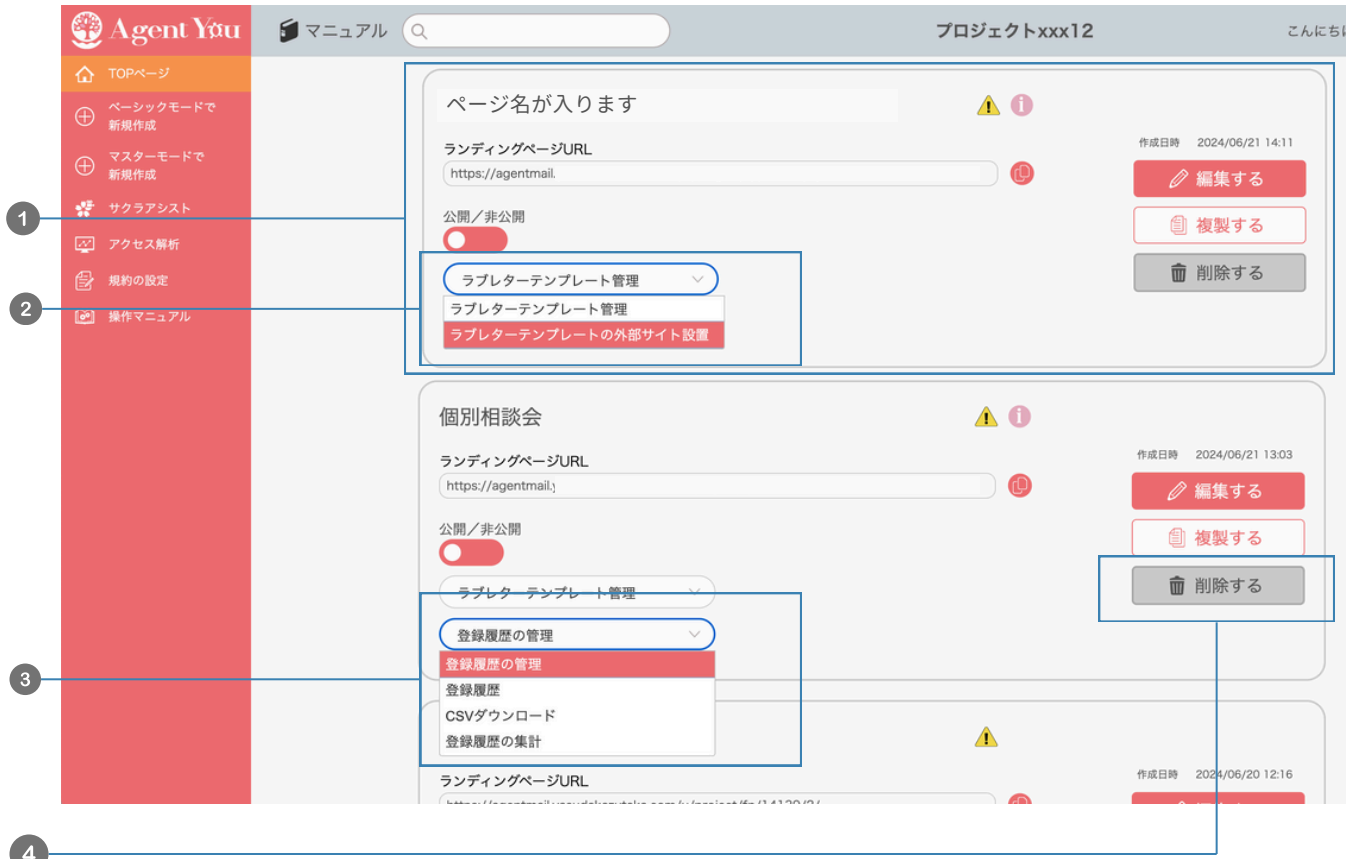 Agent You
マニュアル
プロジェクトxxx12
こんにち
TOPページ
ベーシックモードで
新規作成
マスターモードで
新規作成
サクラアシスト
アクセス解析
規約の設定
操作マニュアル
1
ページ名が入ります
ランディングページURL
作成日時 2024/06/21 14:11
https://agentmail.
編集する
公開／非公開
複製する
削除する
2
ラブレターテンプレート管理
ラブレターテンプレート管理
ラブレターテンプレートの外部サイト設置
個別相談会
ランディングページURL
作成日時 2024/06/21 13:03
https://agentmail.
編集する
公開／非公開
複製する
削除する
ラブレターテンプレート管理
3
登録履歴の管理
登録履歴の管理
登録履歴
CSVダウンロード
登録履歴の集計
ランディングページURL
作成日時 2024/06/20 12:16
4